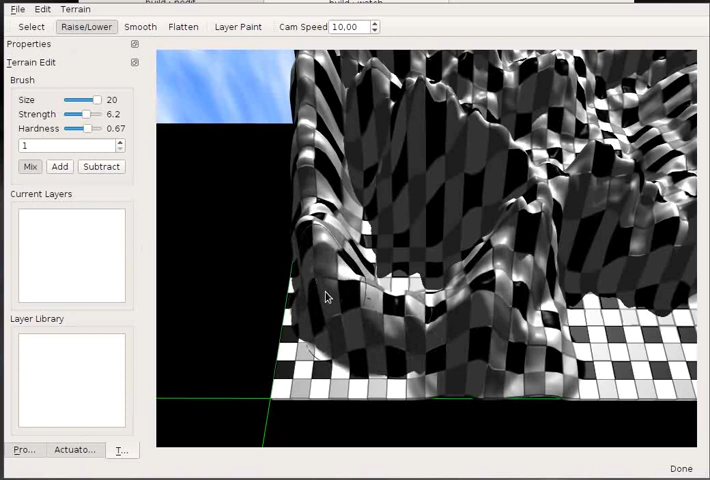 File Edit Terrain
Select Raise/Lower Smooth Flatten Layer Paint Cam Speed 10,00
Properties
Terrain Edit
Brush
Size 20
Strength 6.2
Hardness 0.67
1
Mix Add Subtract
Current Layers
Layer Library
Pro... Actuato... T...
Done